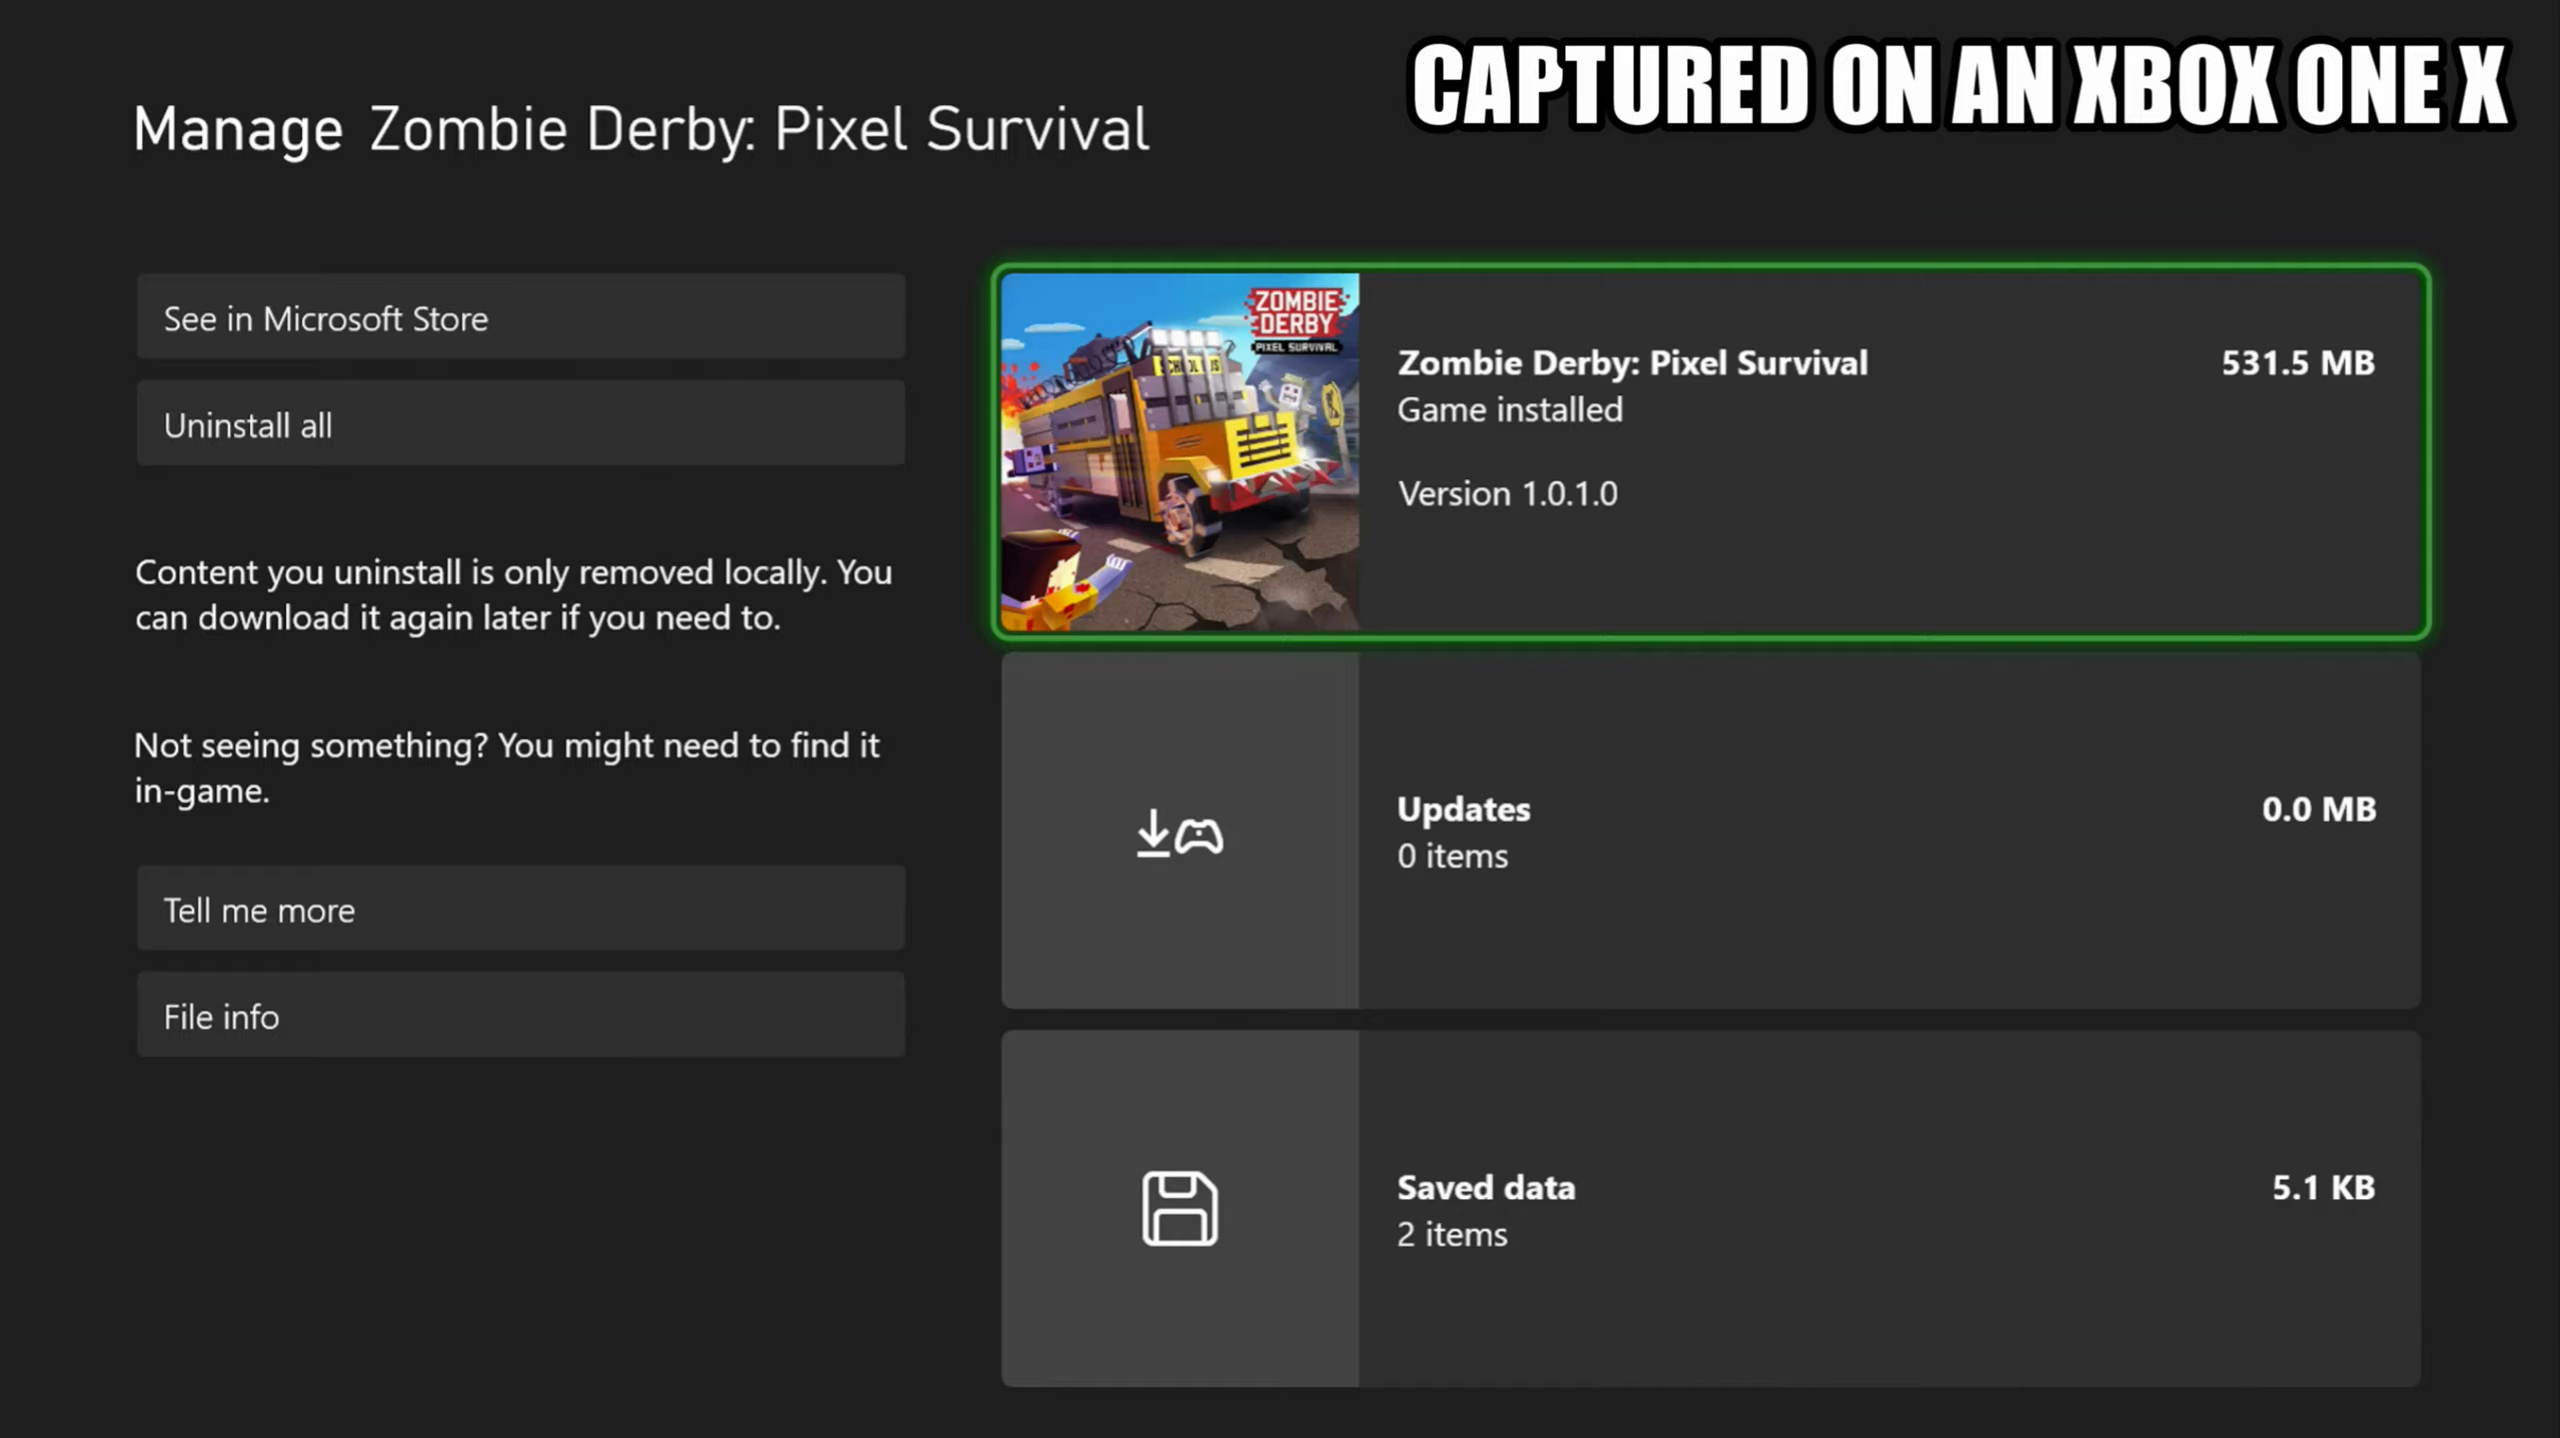 CAPTURED ON AN XBOX ONE X
Manage Zombie Derby: Pixel Survival
See in Microsoft Store
Uninstall all
Content you uninstall is only removed locally. You
can download it again later if you need to.
Not seeing something? You might need to find it
in-game.
Tell me more
File info
ZOMBIE
DERBY
PIXEL SURVIVAL
SCHOOL BUS
Zombie Derby: Pixel Survival
531.5 MB
Game installed
Version 1.0.1.0
Updates
0.0 MB
0 items
Saved data
5.1 KB
2 items